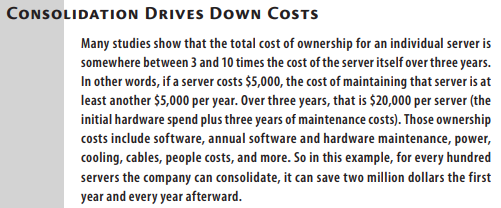 CONSOLIDATION DRIVES DOWN COSTS
Many studies show that the total cost of ownership for an individual server is
somewhere between 3 and 10 times the cost of the server itself over three years.
In other words, if a server costs $5,000, the cost of maintaining that server is at
least another $5,000 per year. Over three years, that is $20,000 per server (the
initial hardware spend plus three years of maintenance costs). Those ownership
costs include software, annual software and hardware maintenance, power,
cooling, cables, people costs, and more. So in this example, for every hundred
servers the company can consolidate, it can save two million dollars the first
year and every year afterward.